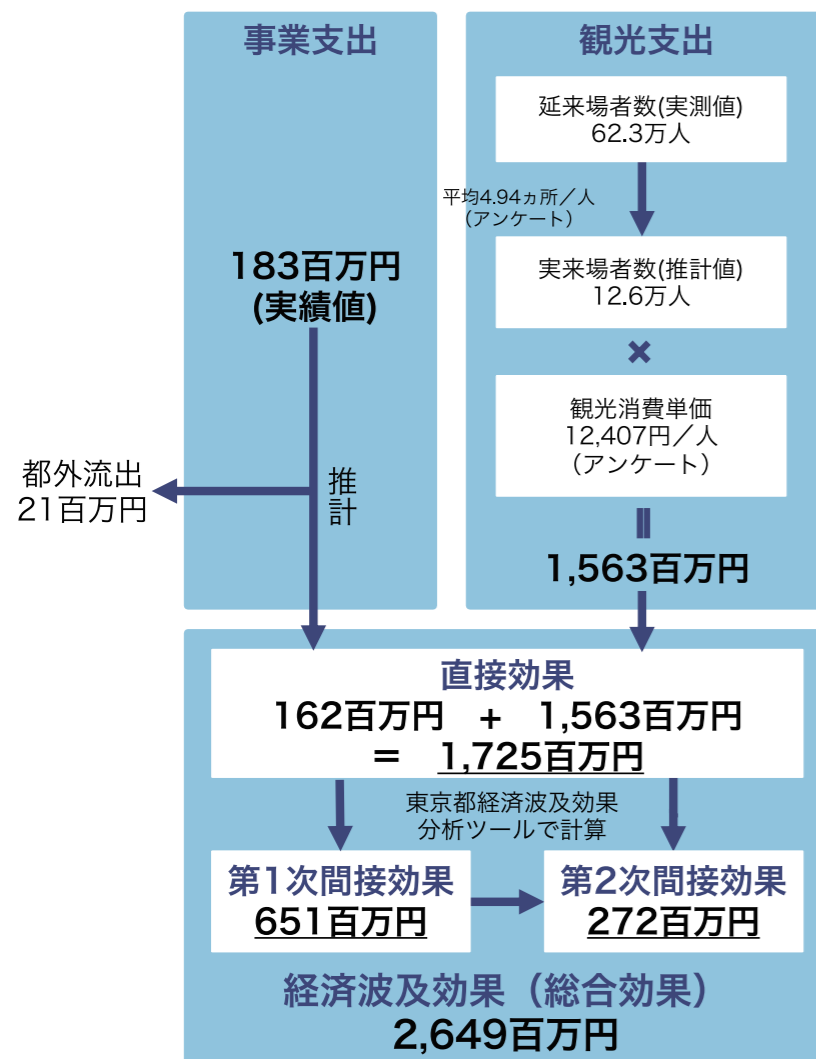 事業支出
183百万円
(実績値)
都外流出
21百万円
推計
観光支出
延来場者数(実測値)
62.3万人
平均4.94ヵ所／人
（アンケート）
実来場者数(推計値)
12.6万人
×
観光消費単価
12,407円／人
（アンケート）
＝
1,563百万円
直接効果
162百万円 + 1,563百万円
＝ 1,725百万円
東京都経済波及効果
分析ツールで計算
第1次間接効果
651百万円
第2次間接効果
272百万円
経済波及効果（総合効果）
2,649百万円